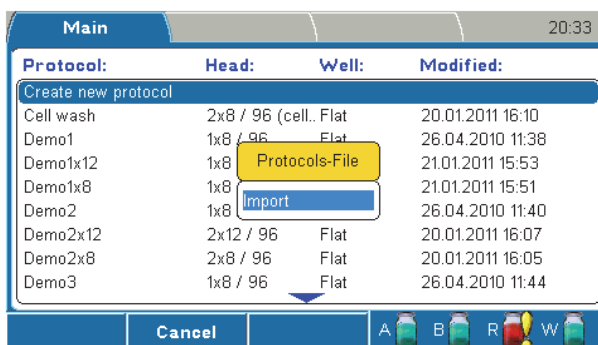 Main 20:33
Protocol: Head: Well: Modified:
Create new protocol
Cell wash 2x8 / 96 (cell.. Flat 20.01.2011 16:10
Demo1 1x8 / 96 Flat 26.04.2010 11:38
Demo1x12 1x8 21.01.2011 15:53
Protocols-File
Demo1x8 1x8 21.01.2011 15:51
Import
Demo2 1x8 26.04.2010 11:40
Demo2x12 2x12 / 96 Flat 20.01.2011 16:07
Demo2x8 2x8 / 96 Flat 20.01.2011 16:05
Demo3 1x8 / 96 Flat 26.04.2010 11:44
Cancel A B R W